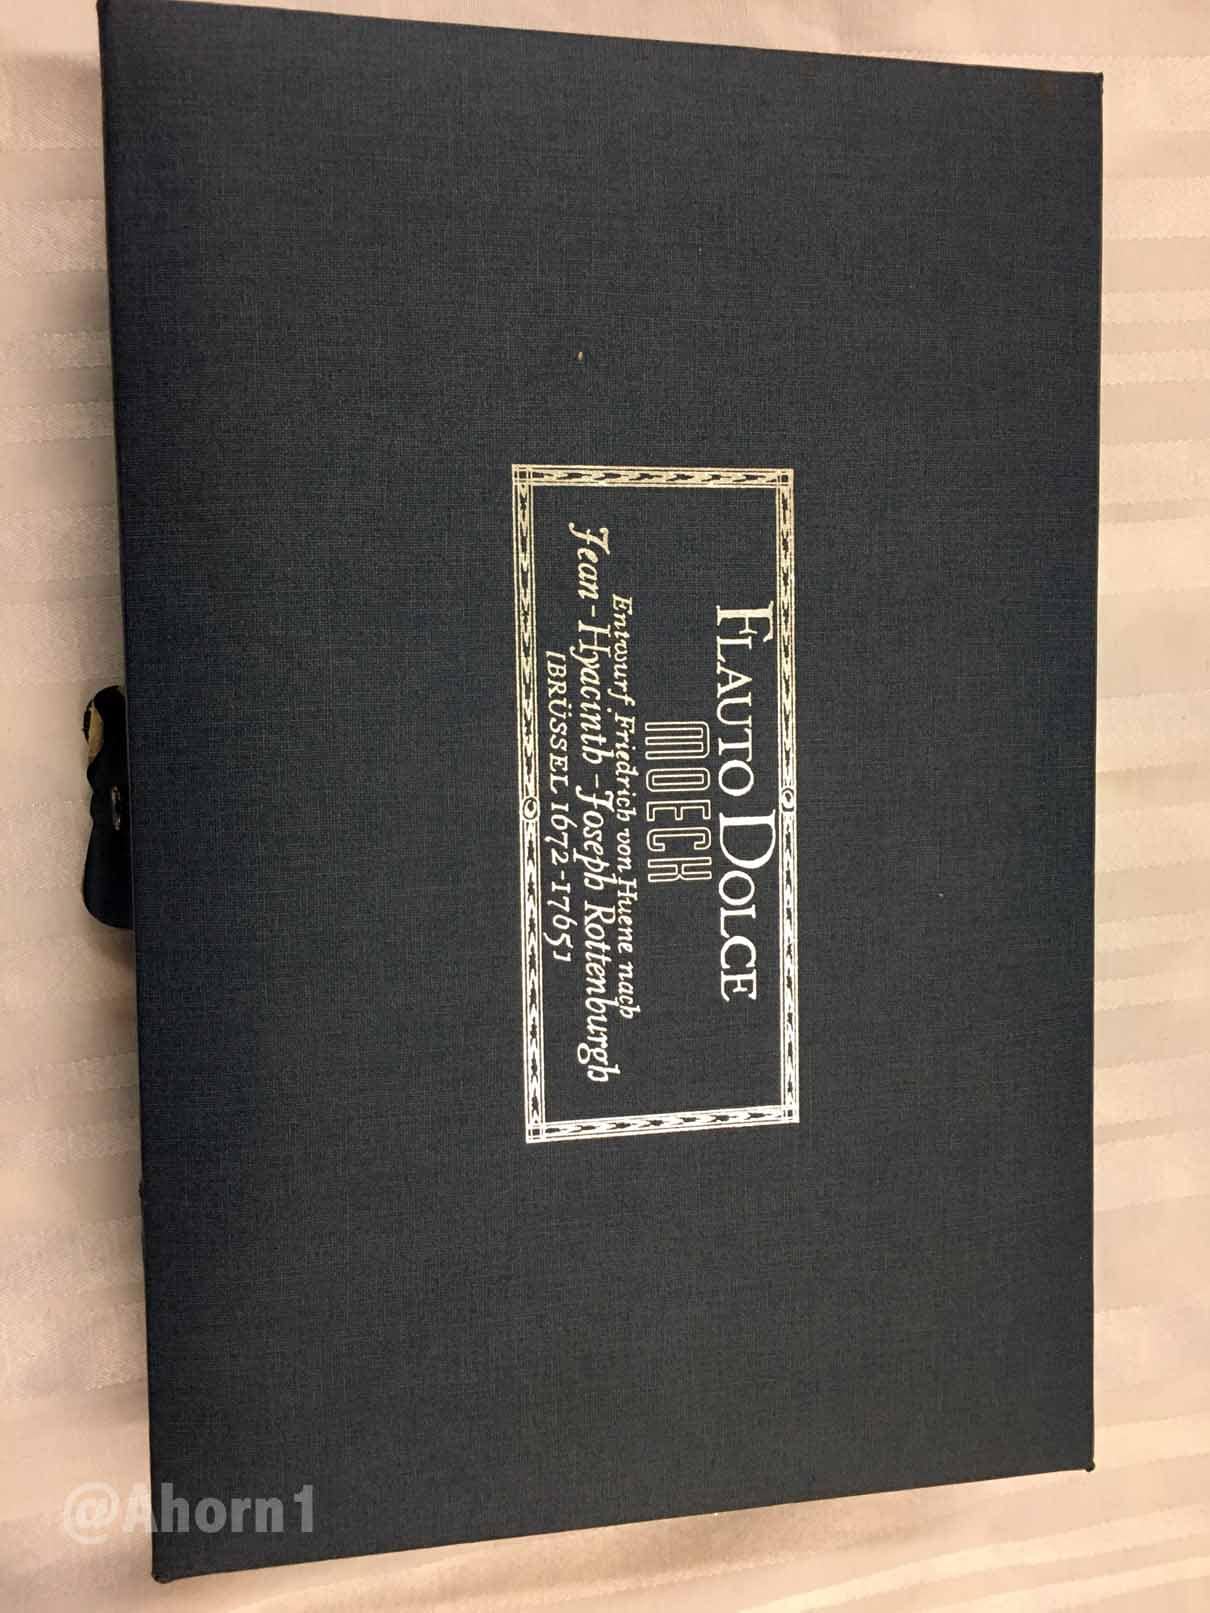 FLAUTO DOLCE
MOECK
Entwurf Friedrich von Huene nach
Jean-Hyacinth-Joseph Rottenburgh
[BRÜSSEL 1672-1765]
@Ahorn1